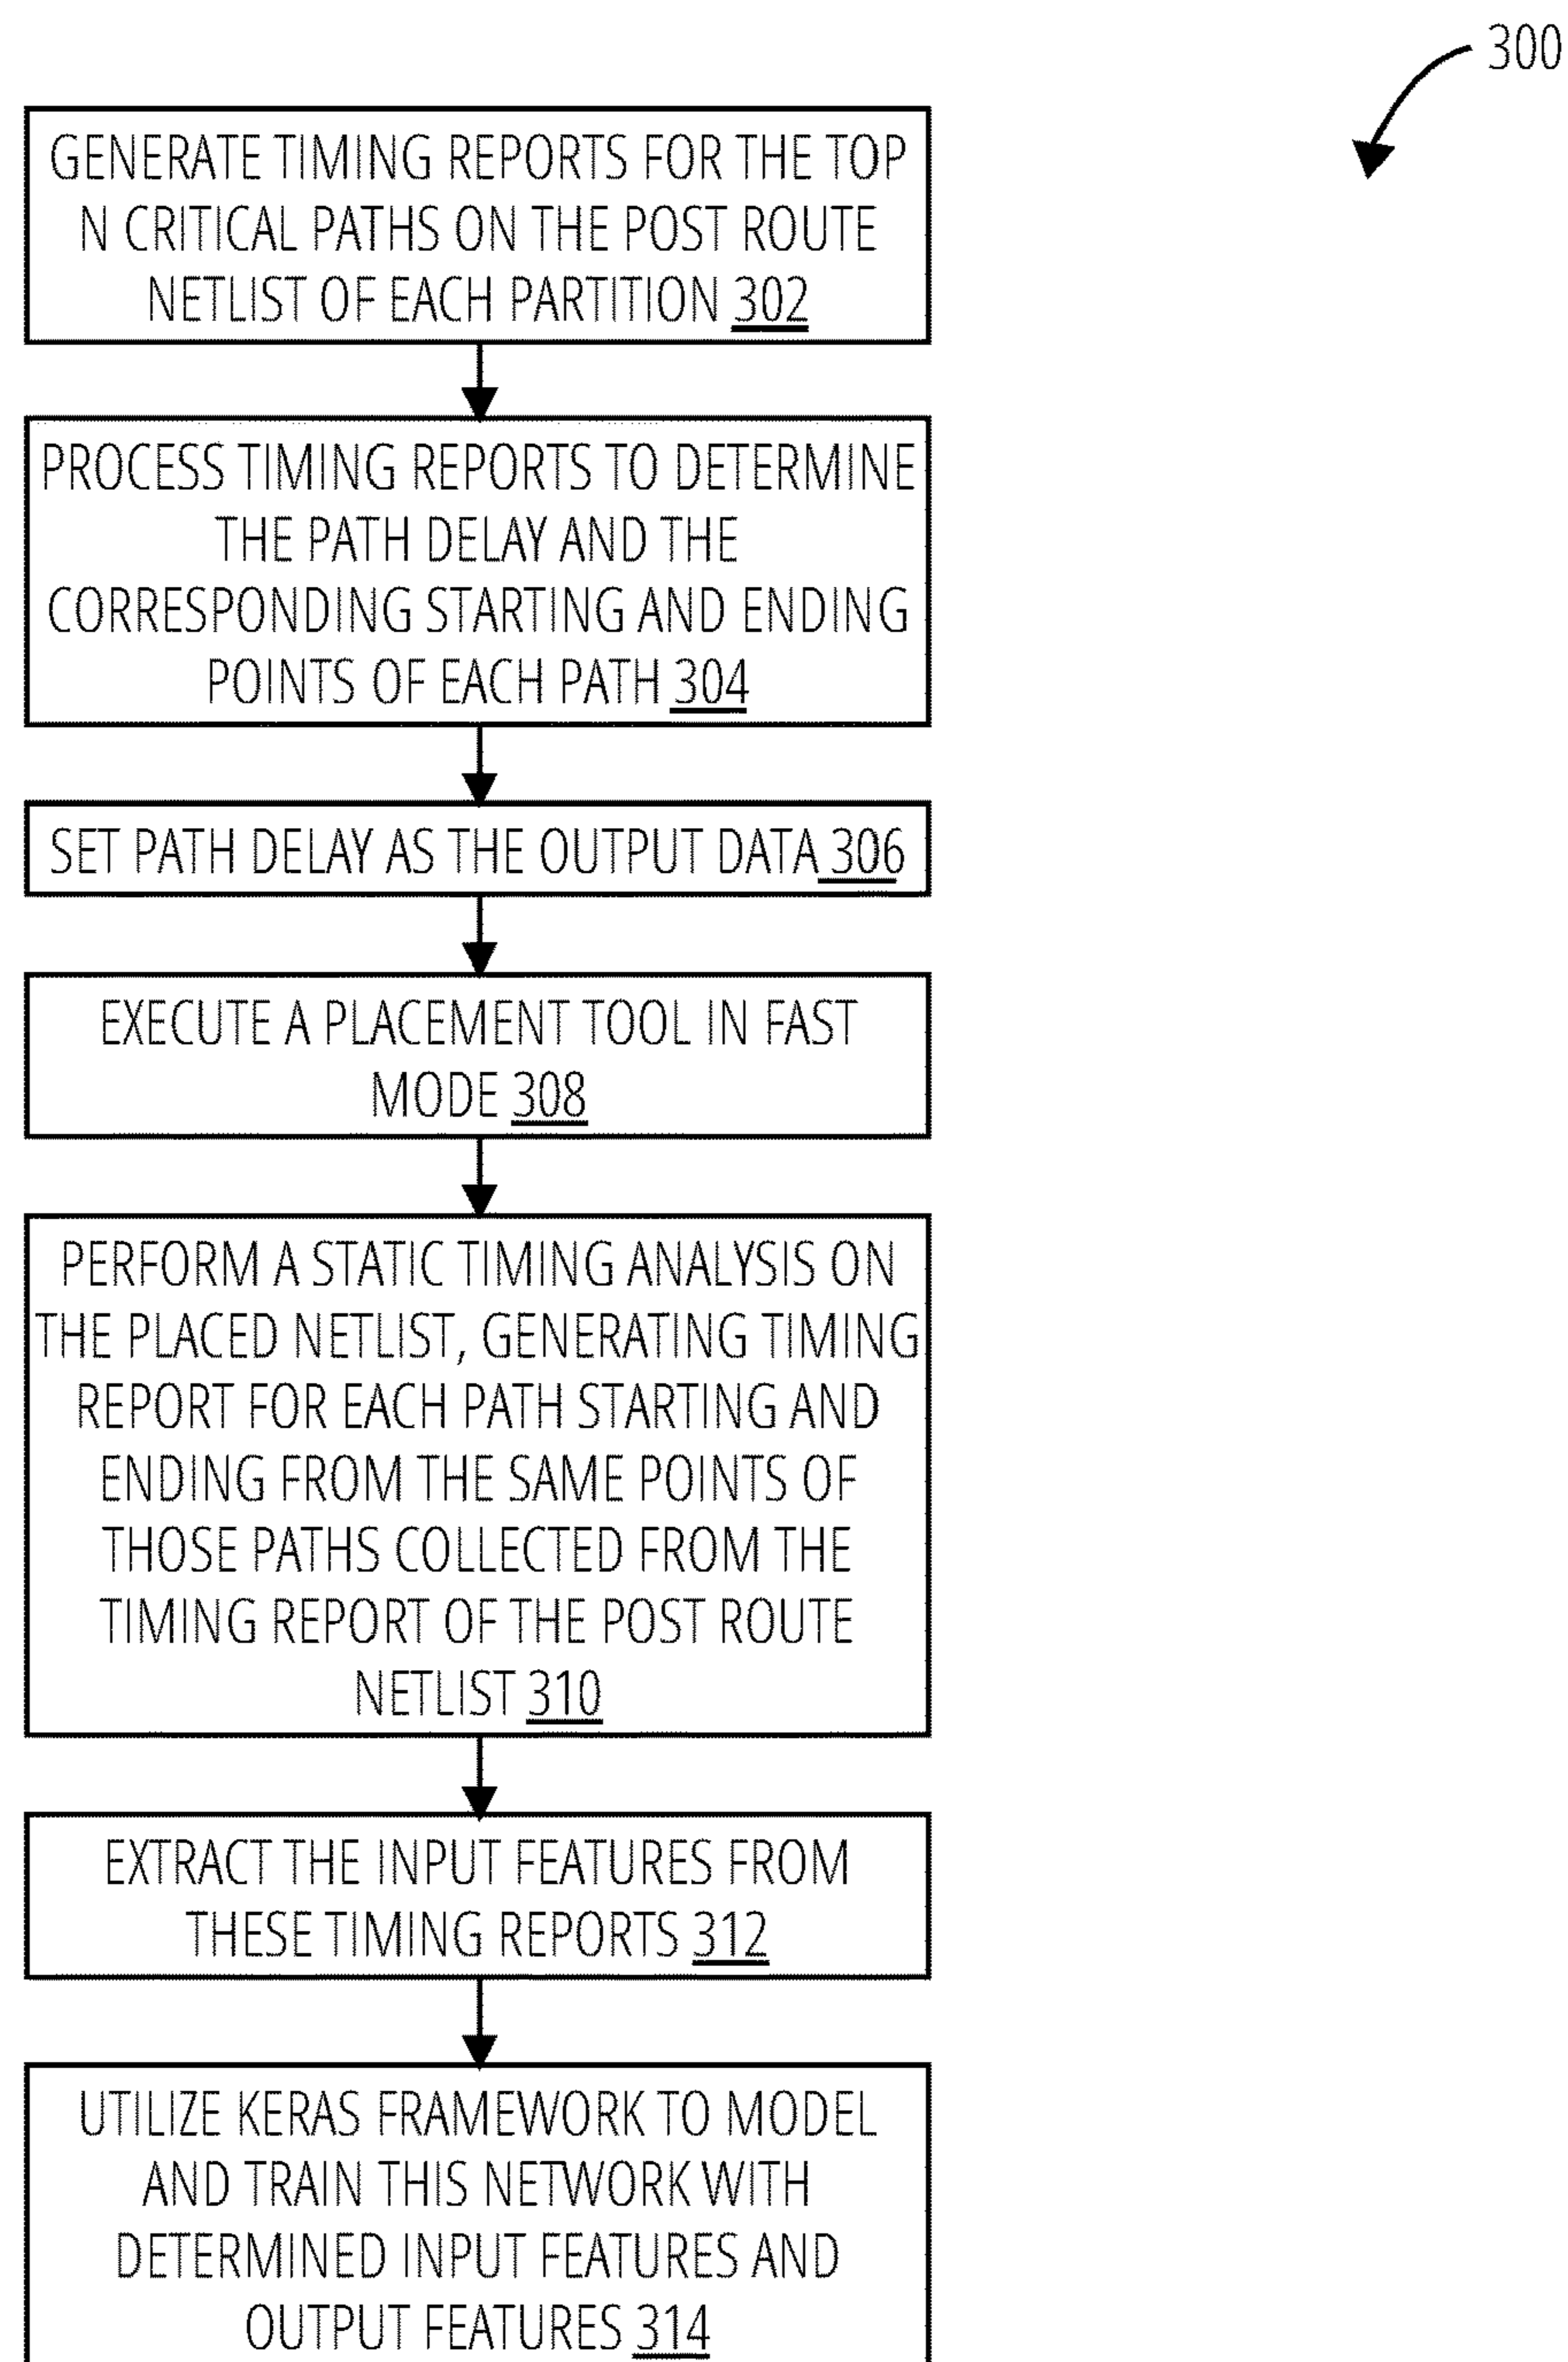 300
GENERATE TIMING REPORTS FOR THE TOP
N CRITICAL PATHS ON THE POST ROUTE
NETLIST OF EACH PARTITION 302
PROCESS TIMING REPORTS TO DETERMINE
THE PATH DELAY AND THE
CORRESPONDING STARTING AND ENDING
POINTS OF EACH PATH 304
SET PATH DELAY AS THE OUTPUT DATA 306
EXECUTE A PLACEMENT TOOL IN FAST
MODE 308
PERFORM A STATIC TIMING ANALYSIS ON
THE PLACED NETLIST, GENERATING TIMING
REPORT FOR EACH PATH STARTING AND
ENDING FROM THE SAME POINTS OF
THOSE PATHS COLLECTED FROM THE
TIMING REPORT OF THE POST ROUTE
NETLIST 310
EXTRACT THE INPUT FEATURES FROM
THESE TIMING REPORTS 312
UTILIZE KERAS FRAMEWORK TO MODEL
AND TRAIN THIS NETWORK WITH
DETERMINED INPUT FEATURES AND
OUTPUT FEATURES 314